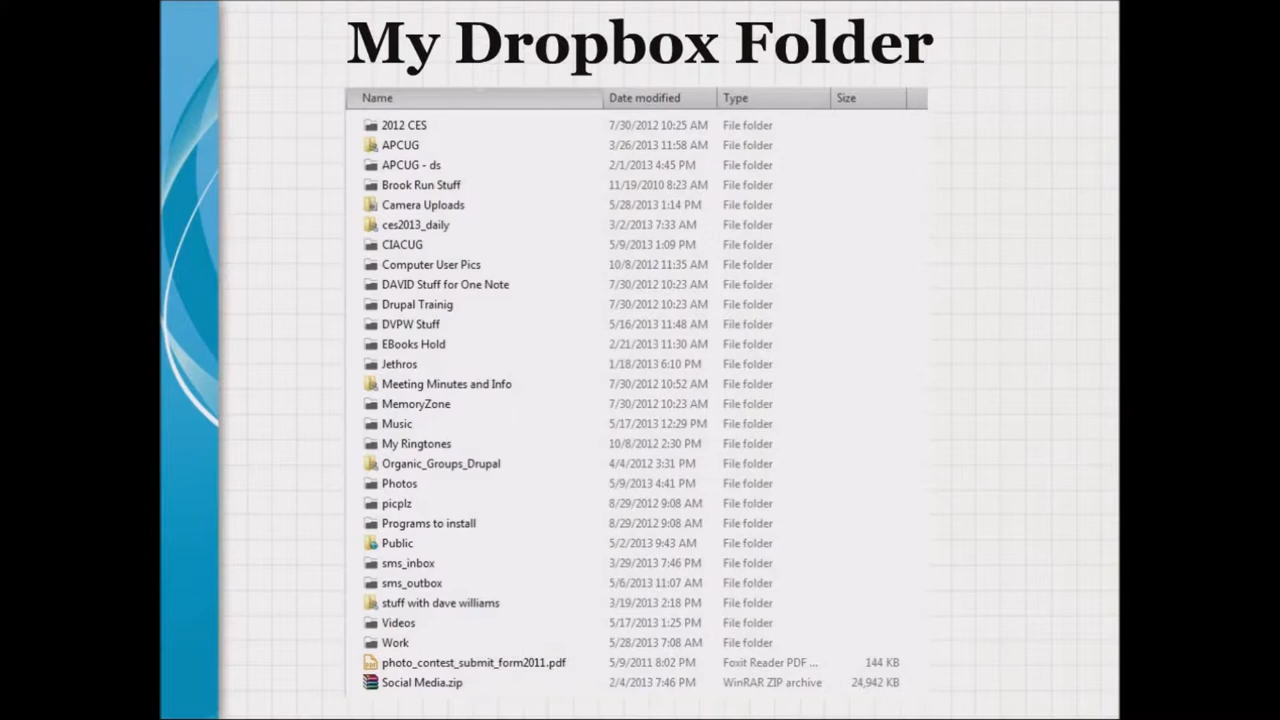 My Dropbox Folder
Name Date modified Type Size
2012 CES 7/30/2012 10:25 AM File folder
APCUG 3/26/2013 11:58 AM File folder
APCUG - ds 2/1/2013 4:45 PM File folder
Brook Run Stuff 11/19/2010 8:23 AM File folder
Camera Uploads 5/28/2013 1:14 PM File folder
ces2013_daily 3/2/2013 7:33 AM File folder
CIACUG 5/9/2013 1:09 PM File folder
Computer User Pics 10/8/2012 11:35 AM File folder
DAVID Stuff for One Note 7/30/2012 10:23 AM File folder
Drupal Trainig 7/30/2012 10:23 AM File folder
DVPW Stuff 5/16/2013 11:48 AM File folder
EBooks Hold 2/21/2013 11:30 AM File folder
Jethros 1/18/2013 6:10 PM File folder
Meeting Minutes and Info 7/30/2012 10:52 AM File folder
MemoryZone 7/30/2012 10:23 AM File folder
Music 5/17/2013 12:29 PM File folder
My Ringtones 10/8/2012 2:30 PM File folder
Organic_Groups_Drupal 4/4/2012 3:31 PM File folder
Photos 5/9/2013 4:41 PM File folder
picplz 8/29/2012 9:08 AM File folder
Programs to install 8/29/2012 9:08 AM File folder
Public 5/2/2013 9:43 AM File folder
sms_inbox 3/29/2013 7:46 PM File folder
sms_outbox 5/6/2013 11:07 AM File folder
stuff with dave williams 3/19/2013 2:18 PM File folder
Videos 5/17/2013 1:25 PM File folder
Work 5/28/2013 7:08 AM File folder
photo_contest_submit_form2011.pdf 5/9/2011 8:02 PM Foxit Reader PDF ... 144 KB
Social Media.zip 2/4/2013 7:46 PM WinRAR ZIP archive 24,942 KB